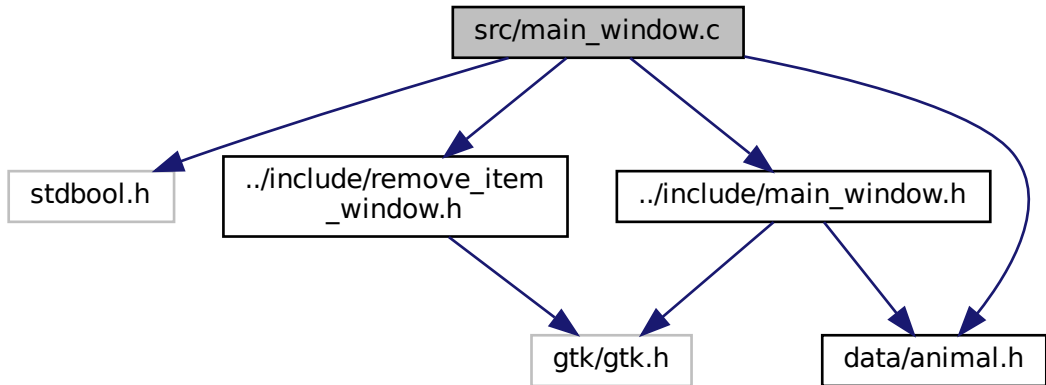 src/main_window.c
stdbool.h
../include/remove_item
_window.h
../include/main_window.h
gtk/gtk.h
data/animal.h